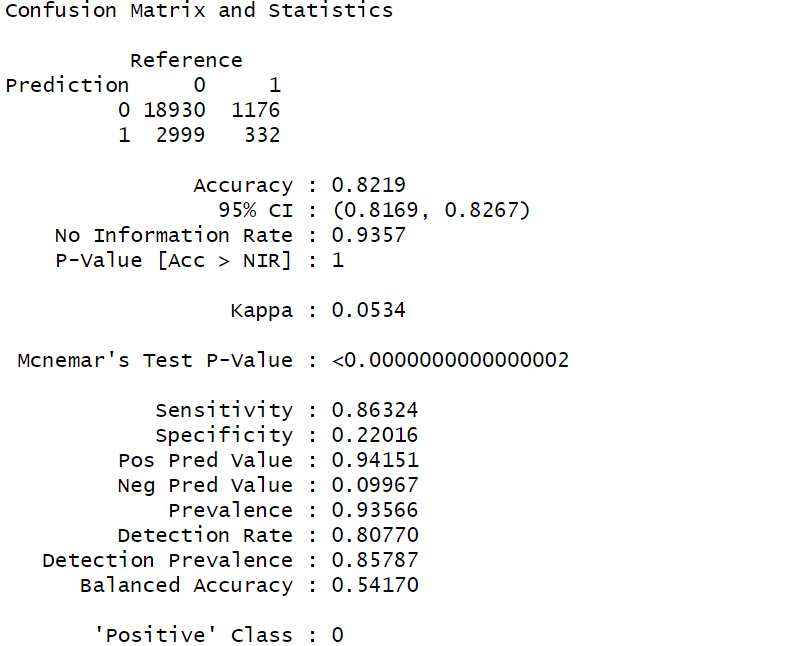 Confusion Matrix and Statistics
Reference
Prediction 0 1
0 18930 1176
1 2999 332
Accuracy : 0.8219
95% CI : (0.8169, 0.8267)
No Information Rate : 0.9357
P-Value [Acc > NIR] : 1
Kappa : 0.0534
Mcnemar's Test P-Value : <0.0000000000000002
Sensitivity : 0.86324
Specificity : 0.22016
Pos Pred Value : 0.94151
Neg Pred Value : 0.09967
Prevalence : 0.93566
Detection Rate : 0.80770
Detection Prevalence : 0.85787
Balanced Accuracy : 0.54170
'Positive' Class : 0